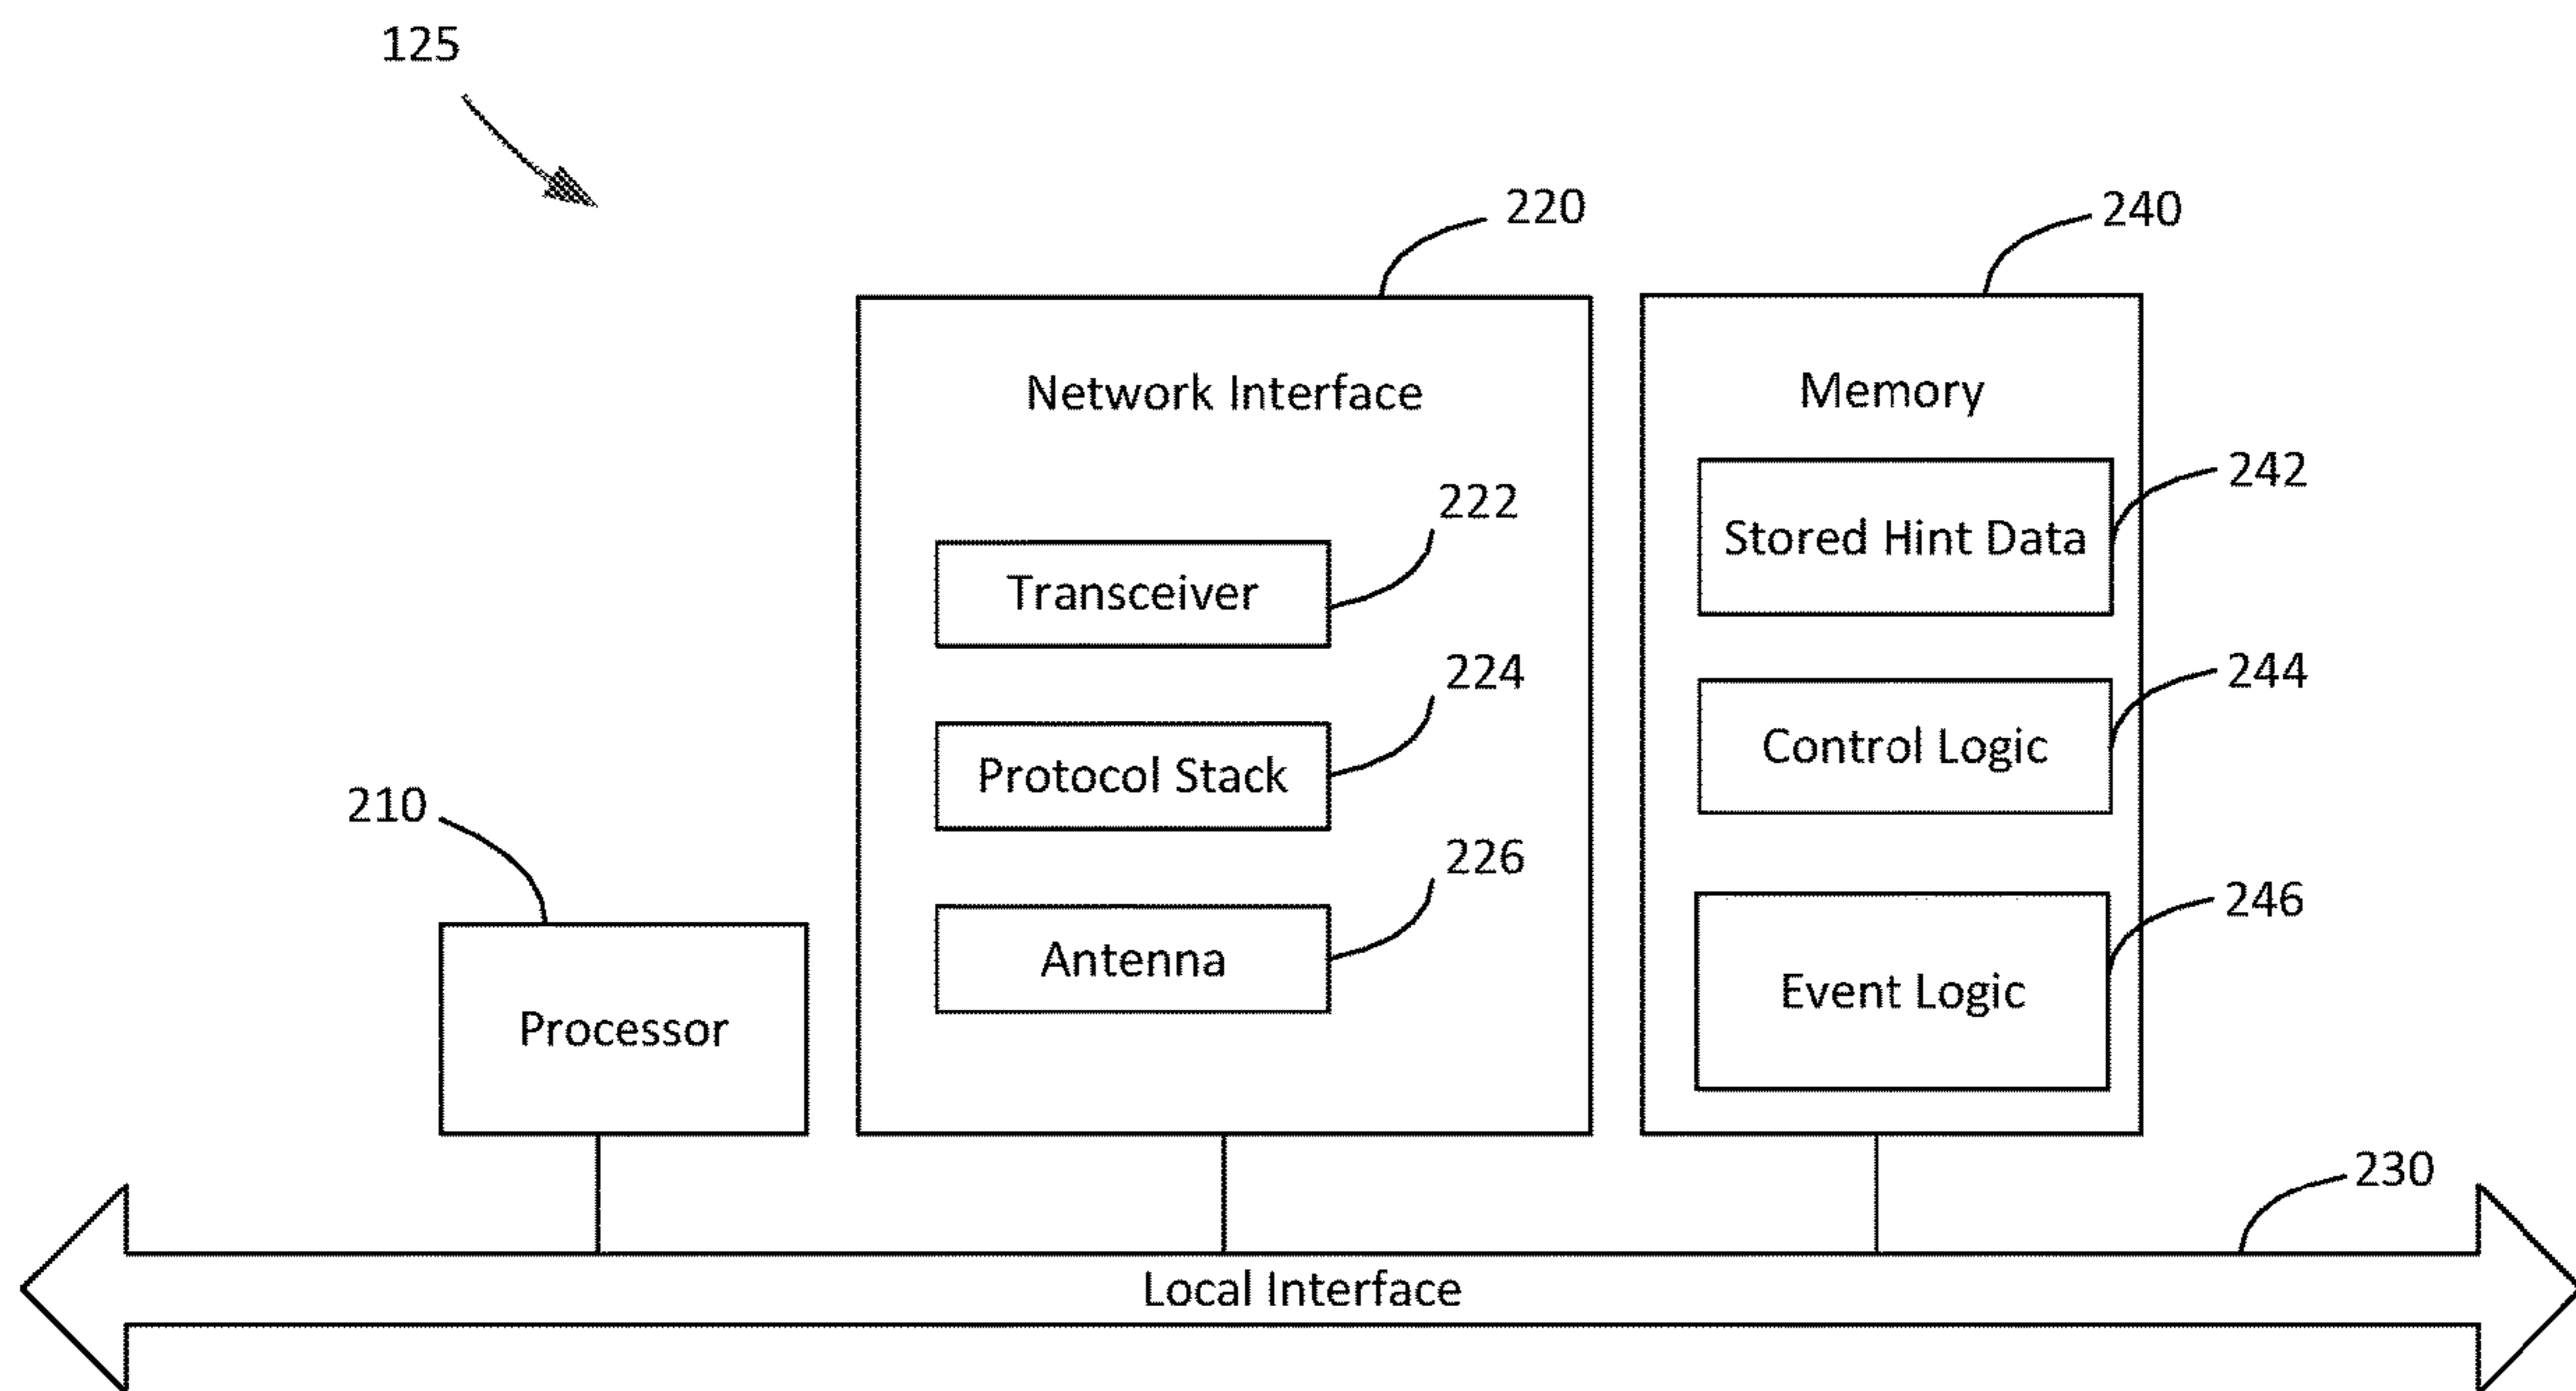 125
220
240
Network Interface
Memory
242
Stored Hint Data
222
Transceiver
224
244
Protocol Stack
Control Logic
210
226
246
Antenna
Event Logic
Processor
230
Local Interface